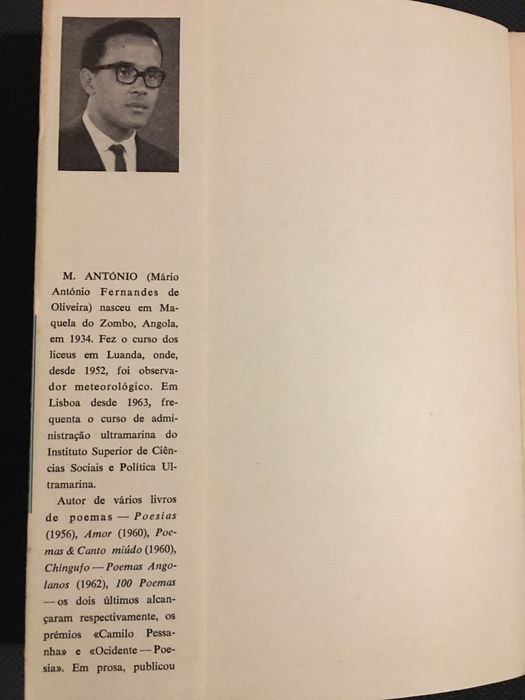 M. ANTÓNIO (Mário
António Fernandes de
Oliveira) nasceu em Ma-
quela do Zombo, Angola,
em 1934. Fez o curso dos
liceus em Luanda, onde,
desde 1952, foi observa-
dor meteorológico. Em
Lisboa desde 1963, fre-
quenta o curso de admi-
nistração ultramarina do
Instituto Superior de Ciên-
cias Sociais e Política Ul-
tramarina.
Autor de vários livros
de poemas — Poesias
(1956), Amor (1960), Poe-
mas & Canto miúdo (1960),
Chingufo — Poemas Ango-
lanos (1962), 100 Poemas
— os dois últimos alcan-
çaram respectivamente, os
prémios «Camilo Pessa-
nha» e «Ocidente — Poe-
sia». Em prosa, publicou